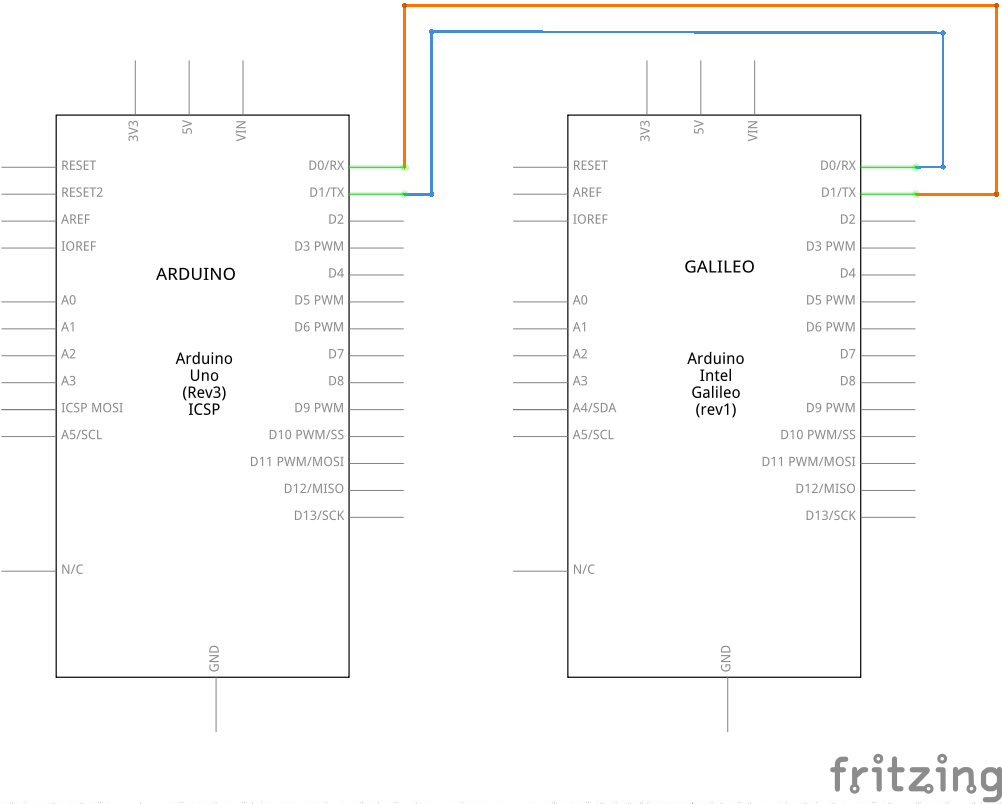 3V3
5V
VIN
RESET
RESET2
AREF
IOREF
A0
A1
A2
A3
ICSP MOSI
A5/SCL
N/C
GND
D0/RX
D1/TX
D2
D3 PWM
D4
D5 PWM
D6 PWM
D7
D8
D9 PWM
D10 PWM/SS
D11 PWM/MOSI
D12/MISO
D13/SCK
ARDUINO
Arduino
Uno
(Rev3)
ICSP
3V3
5V
VIN
RESET
AREF
IOREF
A0
A1
A2
A3
A4/SDA
A5/SCL
N/C
GND
D0/RX
D1/TX
D2
D3 PWM
D4
D5 PWM
D6 PWM
D7
D8
D9 PWM
D10 PWM/SS
D11 PWM/MOSI
D12/MISO
D13/SCK
GALILEO
Arduino
Intel
Galileo
(rev1)
fritzing